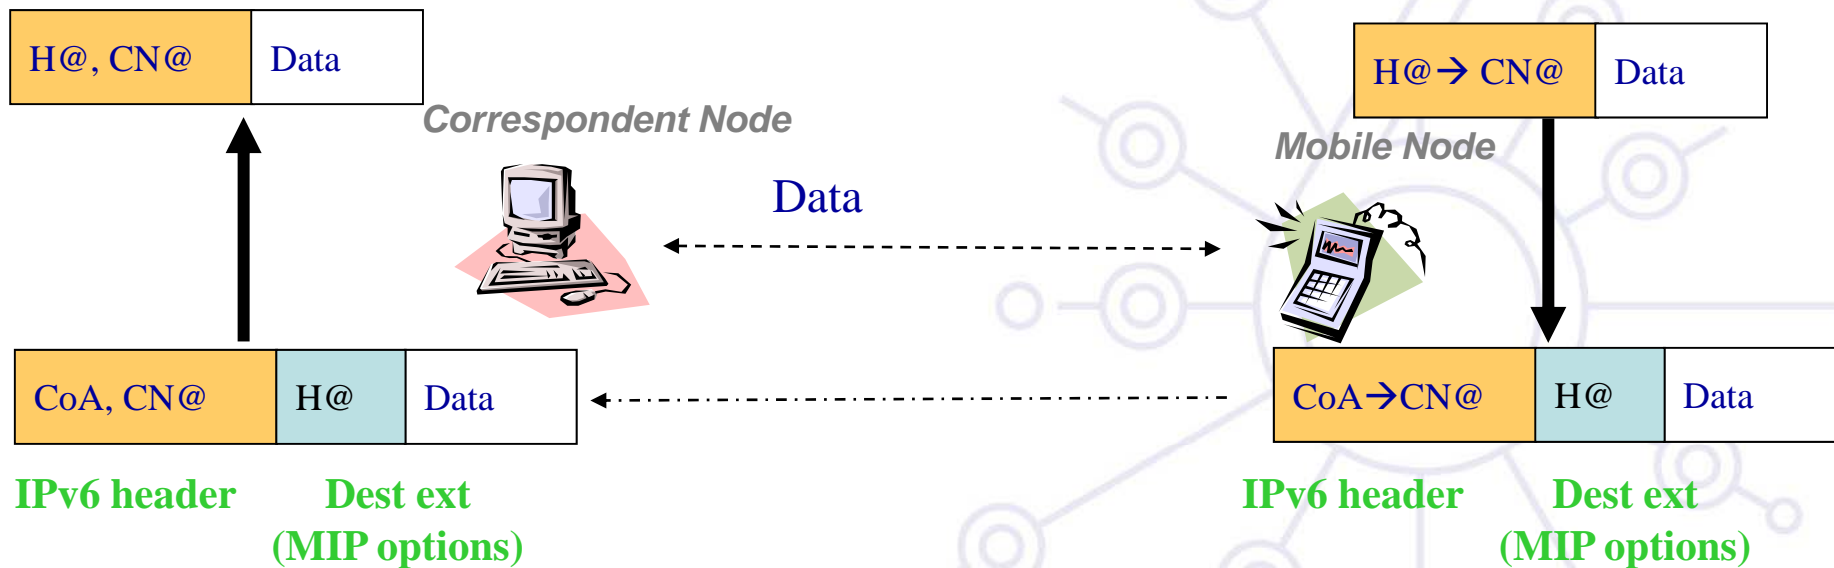 H@, CN@ Data
H@→ CN@ Data
Correspondent Node
Mobile Node
Data
CoA, CN@ H@ Data
CoA→CN@ H@ Data
IPv6 header Dest ext
(MIP options)
IPv6 header Dest ext
(MIP options)